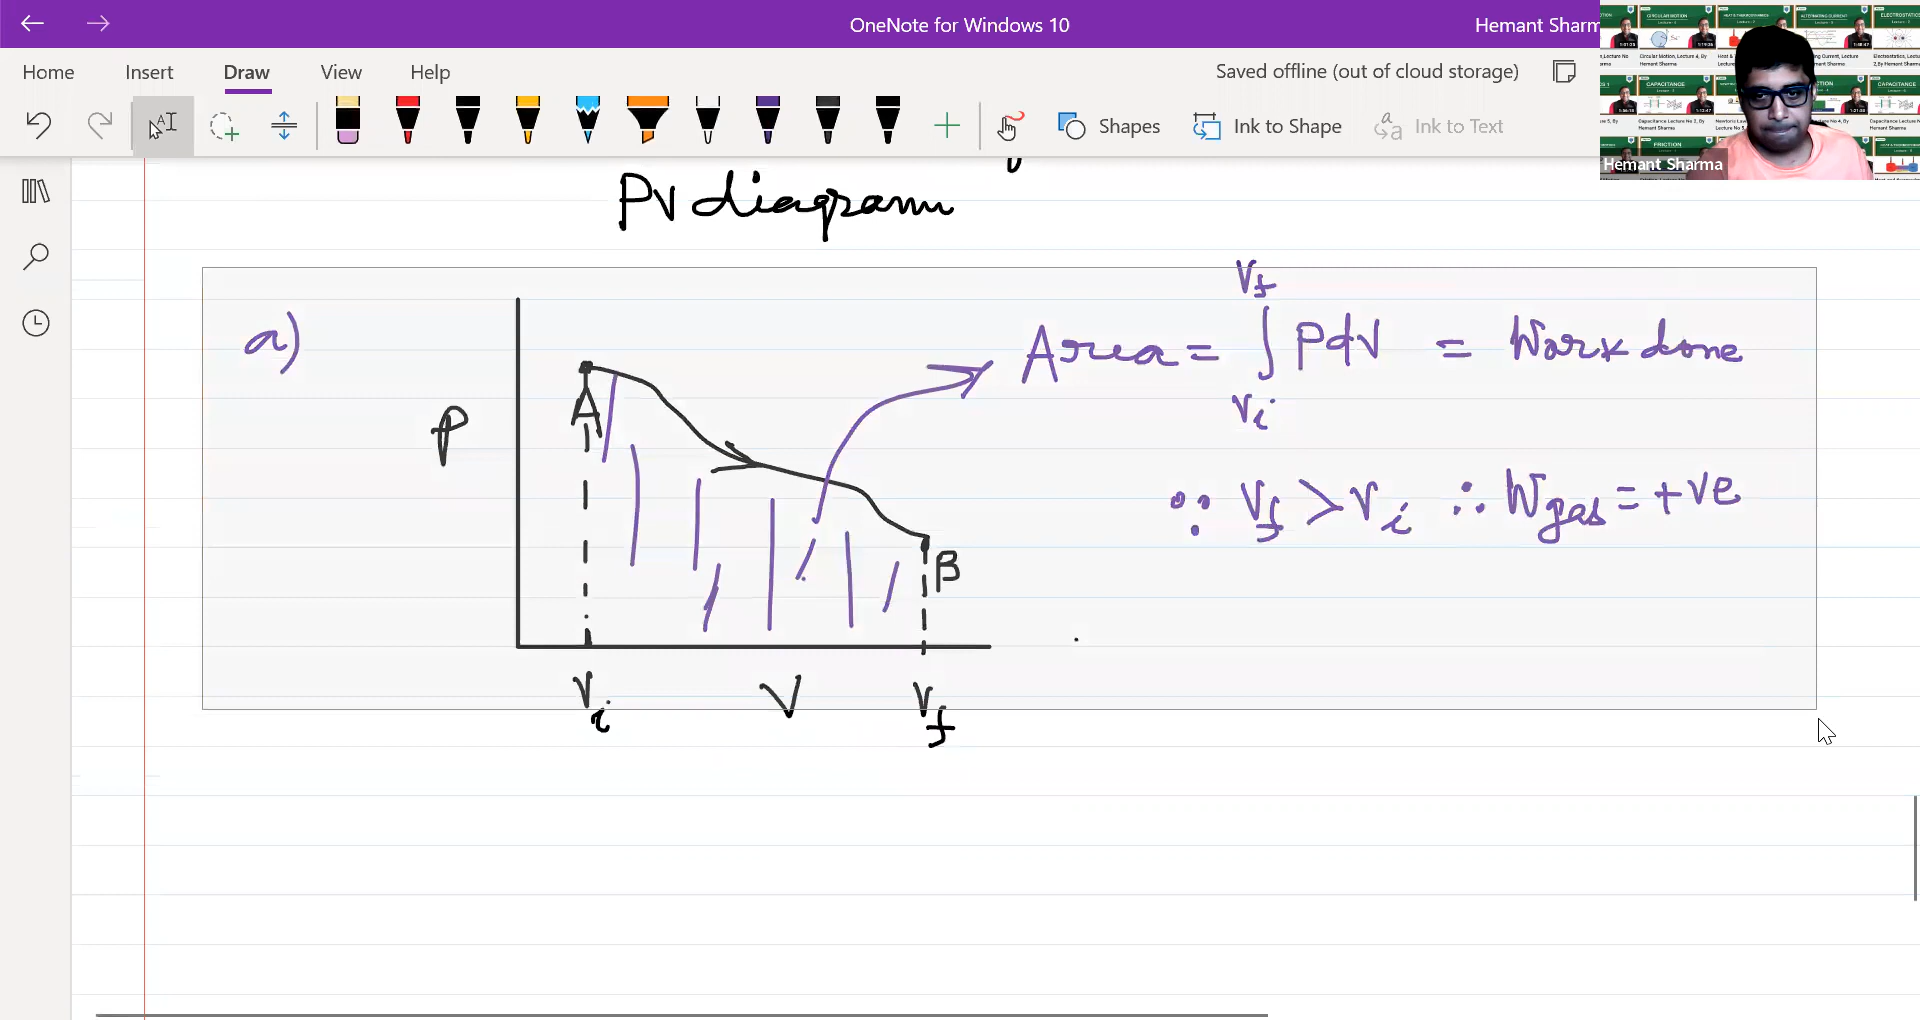 OneNote for Windows 10
Hemant Sharm
Home Insert Draw View Help
Saved offline (out of cloud storage)
Shapes Ink to Shape Ink to Text
Hemant Sharma
PV diagram
a)
P
A
B
Vi V Vf
Area = ∫ PdV = Work done
Vf
Vi
∵ Vf > Vi ∴ Wgas = +ve